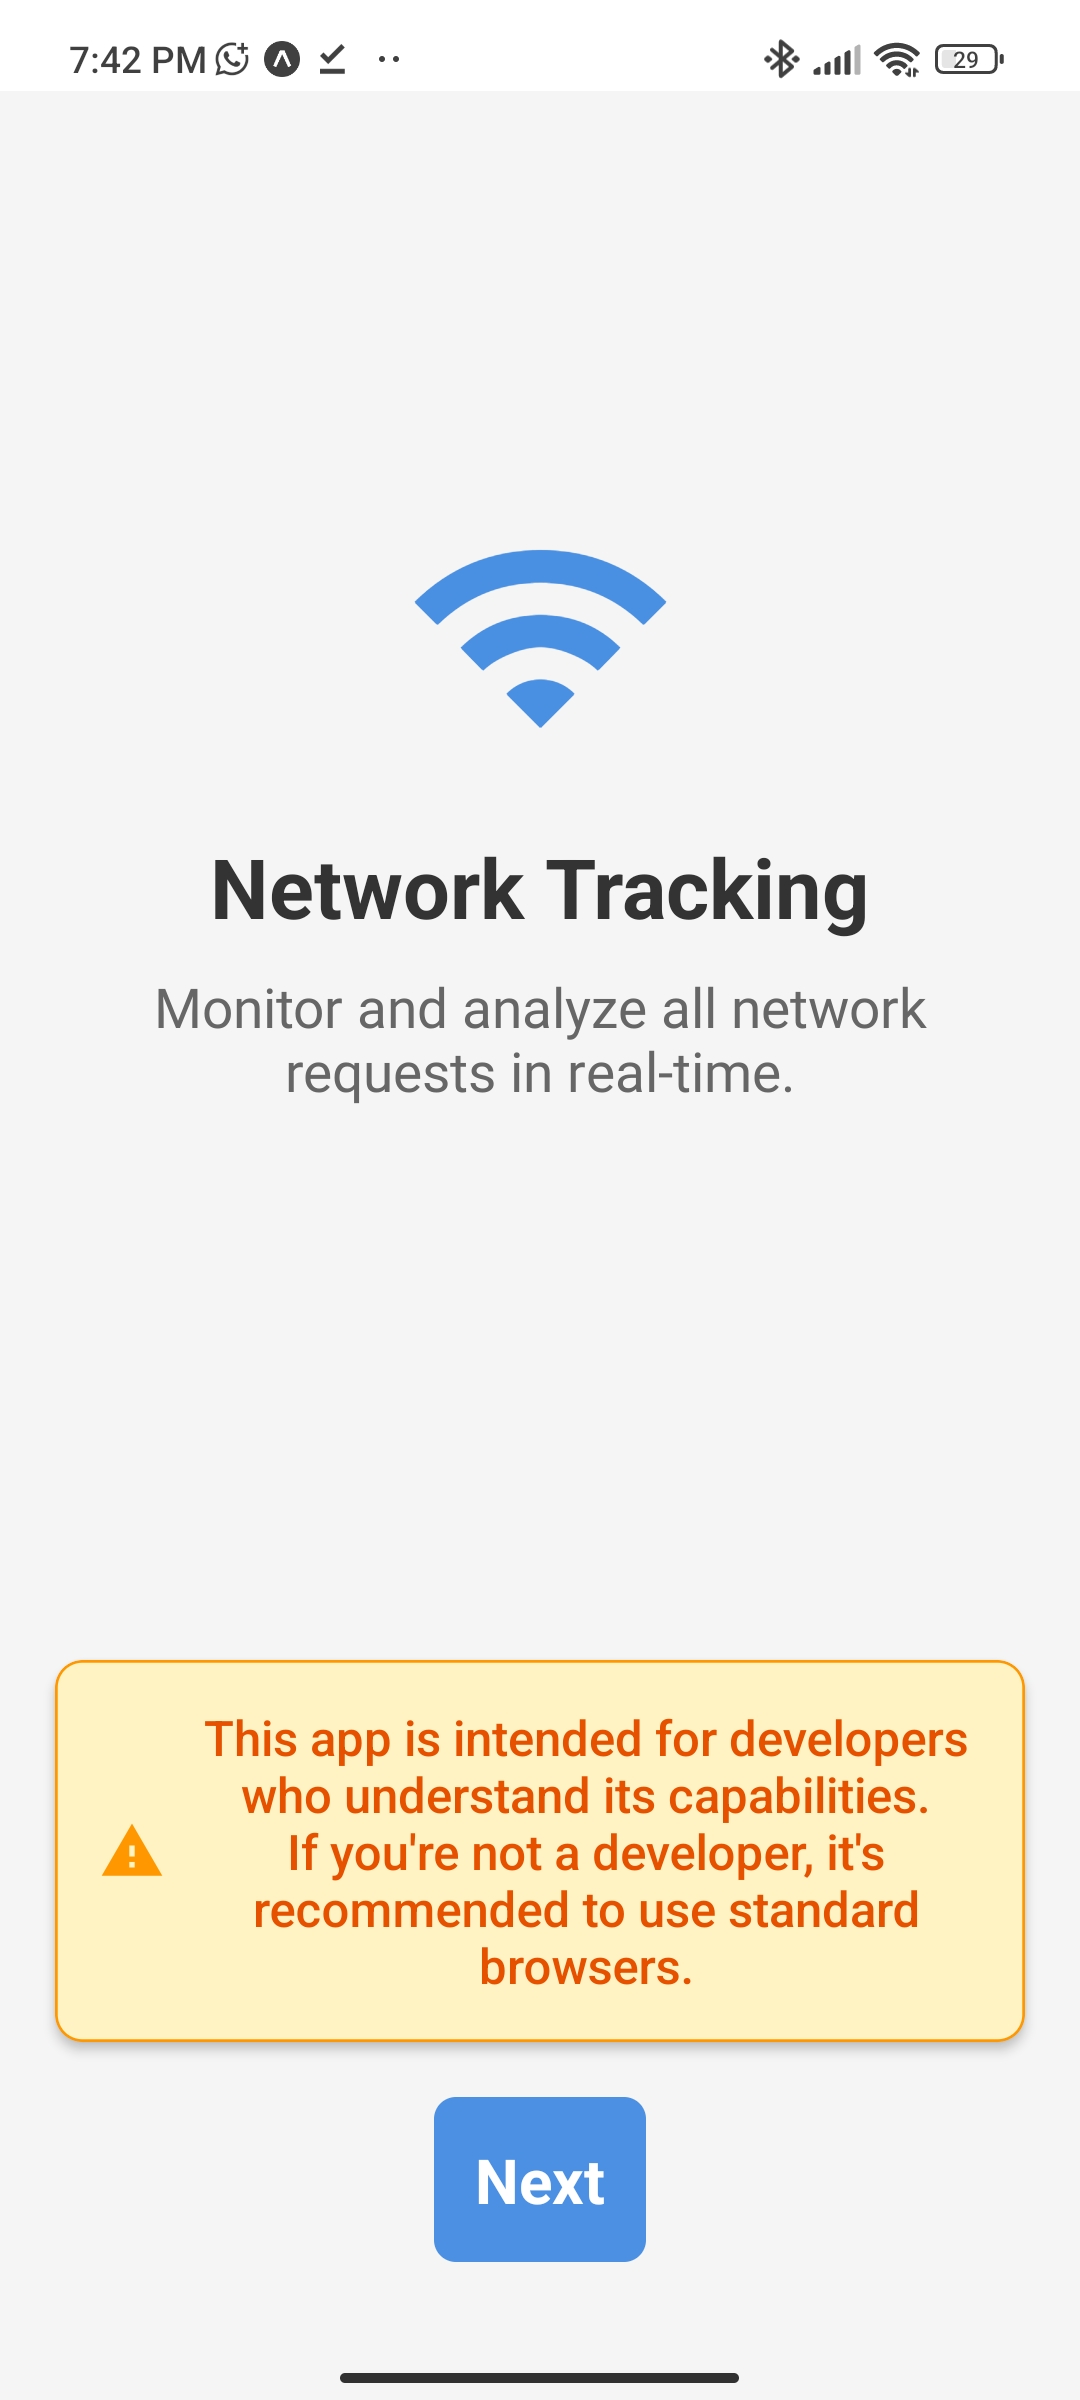 7:42 PM
29
Network Tracking
Monitor and analyze all network
requests in real-time.
This app is intended for developers
who understand its capabilities.
If you're not a developer, it's
recommended to use standard
browsers.
Next